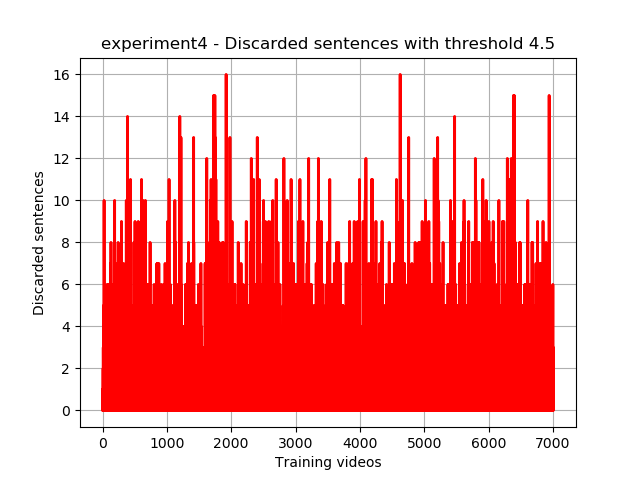 experiment4 - Discarded sentences with threshold 4.5
16
14
12
10
8
6
4
2
0
Discarded sentences
0 1000 2000 3000 4000 5000 6000 7000
Training videos